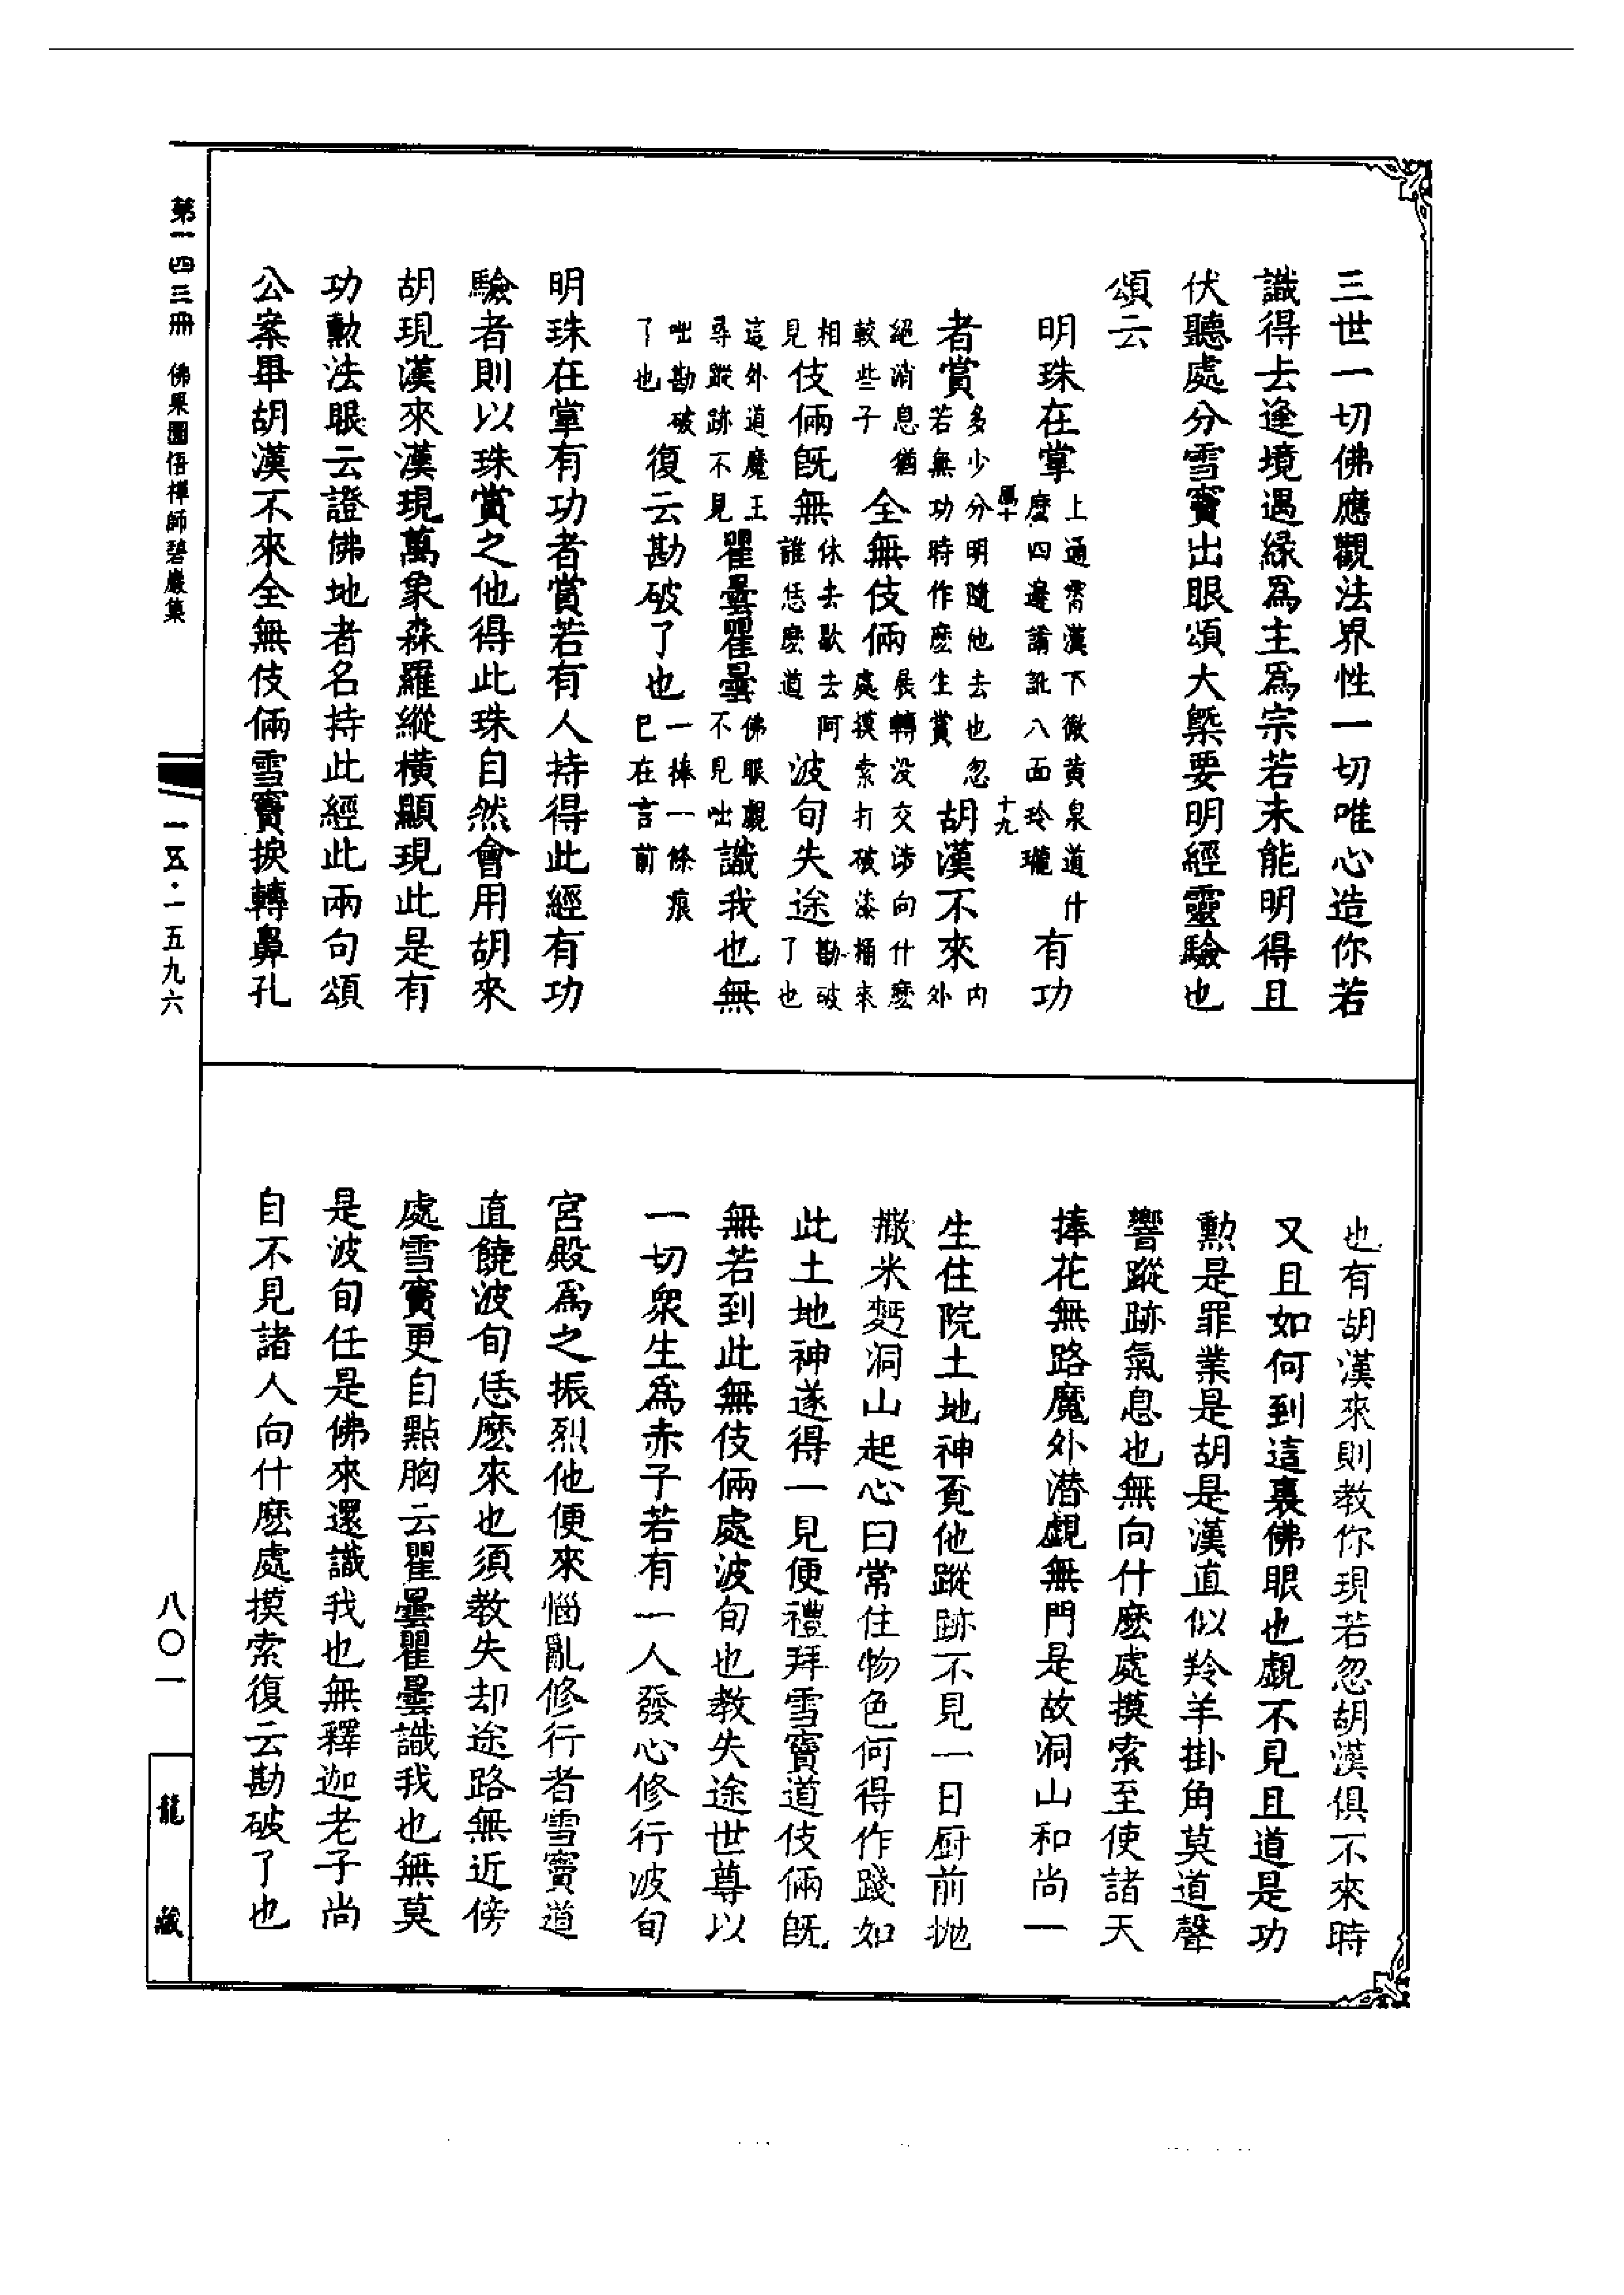 三世一切佛應觀法界性一切唯心造你若
識得去逢境遇緣爲主爲宗若未能明得且
伏聽處分雪竇出眼頌大槩要明經靈驗也
頌云
明珠在掌上通霄漢下徹黃泉道什麼四邊誵訛八面玲瓏有功
十九
者賞多少分明隨他去也忽若無功時作麼生賞胡漢不來內外
絕消息猶較些子全無伎倆展轉没交涉向什麼處摸索打破漆桶來
相見伎倆旣無休去歇去阿誰恁麼道波旬失途勘破了也
這外道魔王尋蹤跡不見瞿曇瞿曇佛眼覷不見咄識我也無
咄勘破了也復云勘破了也一捧一條痕已在言前
明珠在掌有功者賞若有人持得此經有功
驗者則以珠賞之他得此珠自然會用胡來
胡現漢來漢現萬象森羅縱橫顯現此是有
功勲法眼云證佛地者名持此經此兩句頌
公案畢胡漢不來全無伎倆雪竇捩轉鼻孔
也有胡漢來則教你現若忽胡漢俱不來時
又且如何到這裏佛眼也覷不見且道是功
勲是罪業是胡是漢直似羚羊掛角莫道聲
響蹤跡氣息也無向什麼處摸索至使諸天
捧花無路魔外潛覷無門是故洞山和尚一
生住院土地神覓他蹤跡不見一日厨前拋
撒米麪洞山起心曰常住物色何得作踐如
此土地神遂得一見便禮拜雪竇道伎倆旣
無若到此無伎倆處波旬也教失途世尊以
一切衆生爲赤子若有一人發心修行波旬
宮殿爲之振烈他便來惱亂修行者雪竇道
直饒波旬恁麼來也須教失却途路無近傍
處雪竇更自點胸云瞿曇瞿曇識我也無莫
是波旬任是佛來還識我也無釋迦老子尚
自不見諸人向什麼處摸索復云勘破了也
第一四三冊 佛果圜悟禪師碧巖集
一五·一五九六
八〇一
龍藏